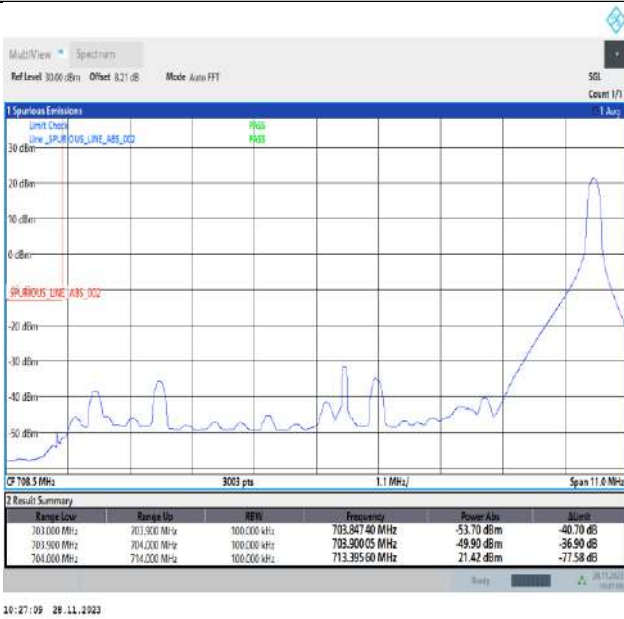 MultiView Spectrum
Ref Level 30.00 dBm Offset 8.21 dB Mode Auto FFT SGL
Count 1/1
1 Spurious Emissions 1 Avg
Limit Check PASS
Line _SPURIOUS_LINE_ABS_002 PASS
30 dBm
20 dBm
10 dBm
0 dBm
_SPURIOUS_LINE_ABS_002
-20 dBm
-30 dBm
-40 dBm
-50 dBm
CF 708.5 MHz 3003 pts 1.1 MHz/ Span 11.0 MHz
2 Result Summary
Range Low Range Up RBW Frequency Power Abs ΔLimit
703.000 MHz 703.900 MHz 100.000 kHz 703.84740 MHz -53.70 dBm -40.70 dB
703.900 MHz 704.000 MHz 100.000 kHz 703.90005 MHz -49.90 dBm -36.90 dB
704.000 MHz 714.000 MHz 100.000 kHz 713.39560 MHz 21.42 dBm -77.58 dB
Ready 28.11.2023
10:27:09 28.11.2023